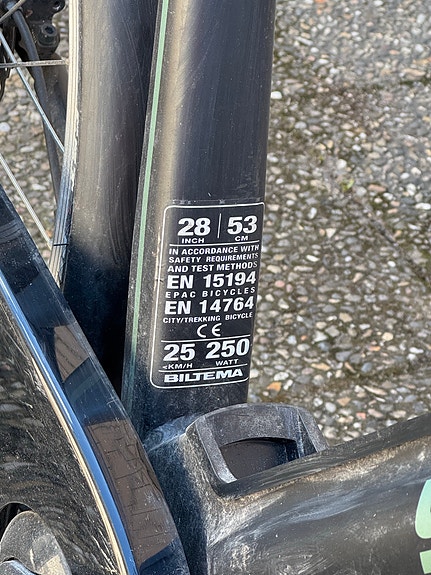 28 | 53
INCH CM
IN ACCORDANCE WITH
SAFETY REQUIREMENTS
AND TEST METHODS
EN 15194
EPAC BICYCLES
EN 14764
CITY/TREKKING BICYCLE
CE
25 250
<KM/H WATT
BILTEMA
S